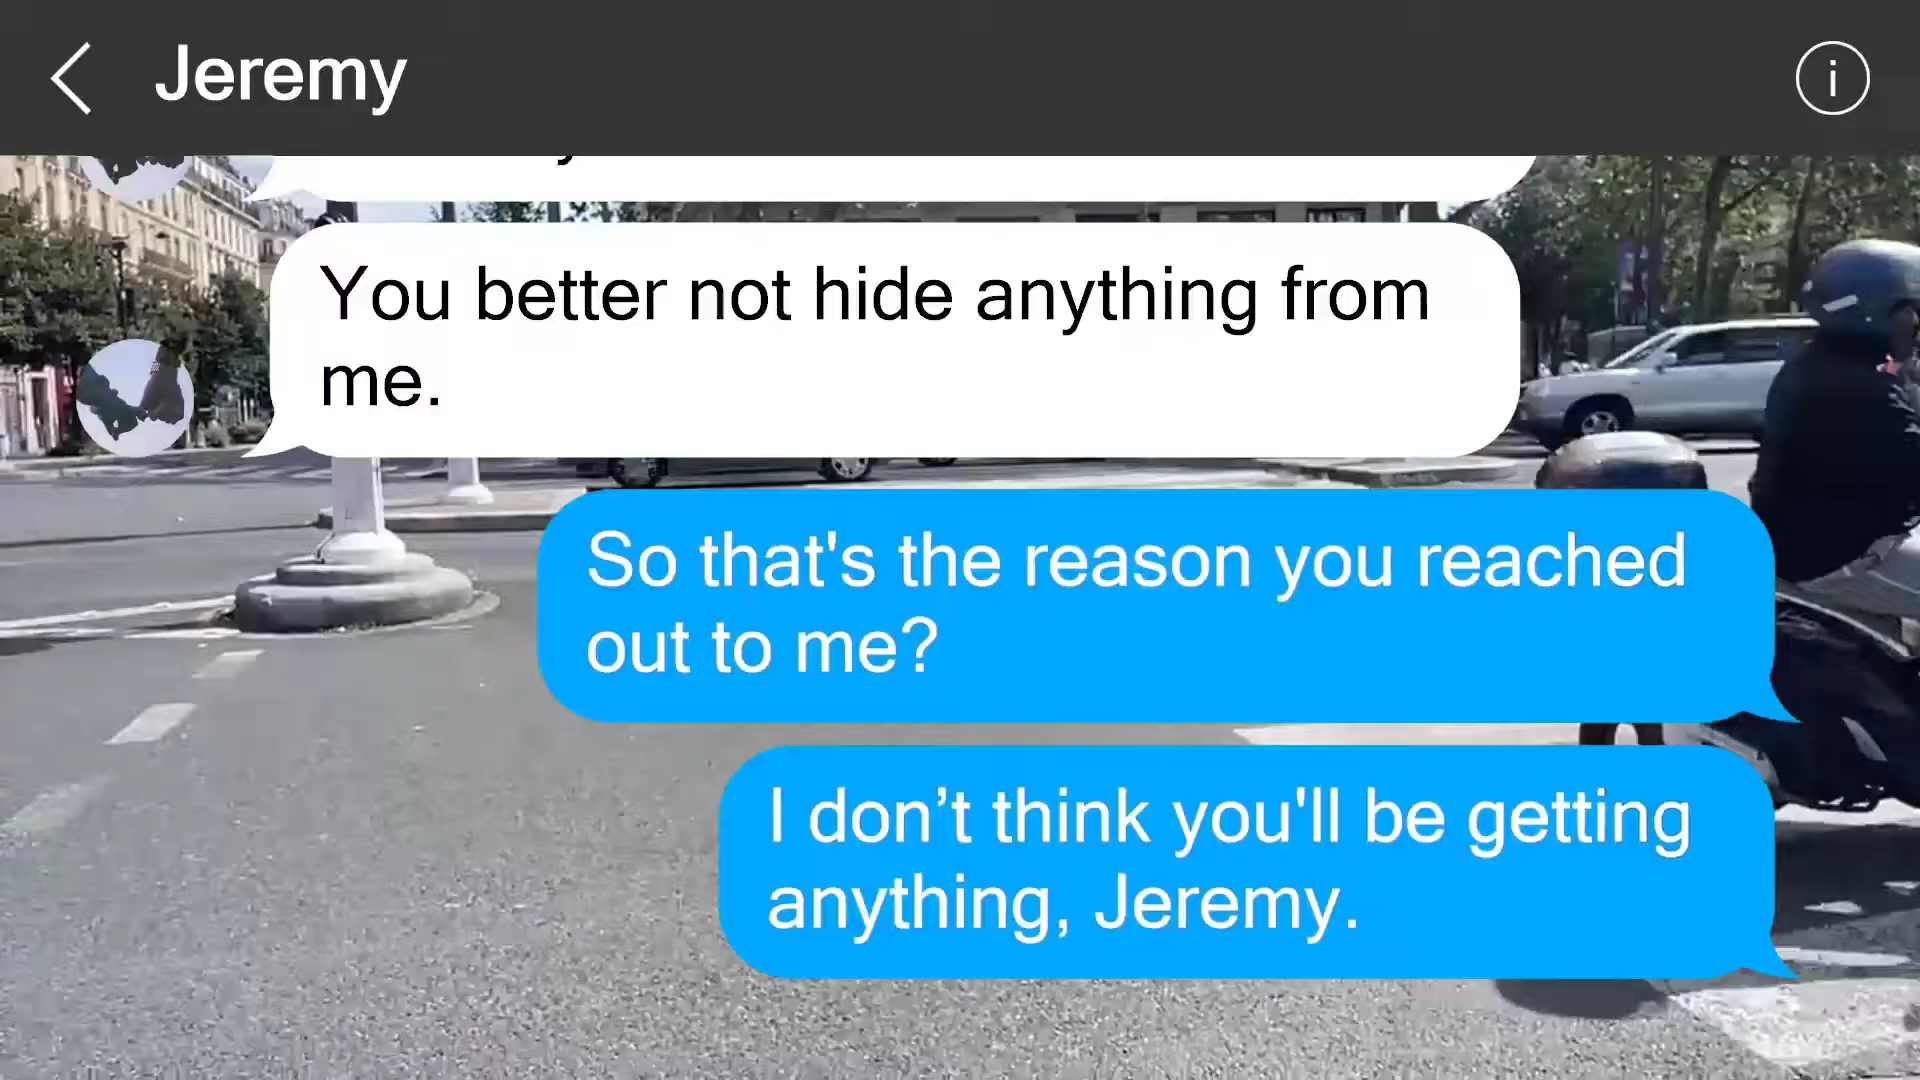 Jeremy
You better not hide anything from
me.
So that's the reason you reached
out to me?
I don’t think you'll be getting
anything, Jeremy.